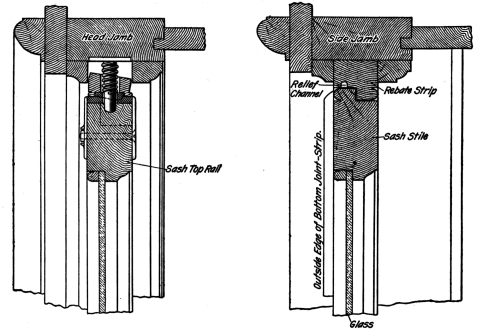 Head Jamb
Sash Top Rail
Side Jamb
Relief
Channel
Rebate Strip
Sash Stile
Outside Edge of Bottom Joint-Strip.
Glass